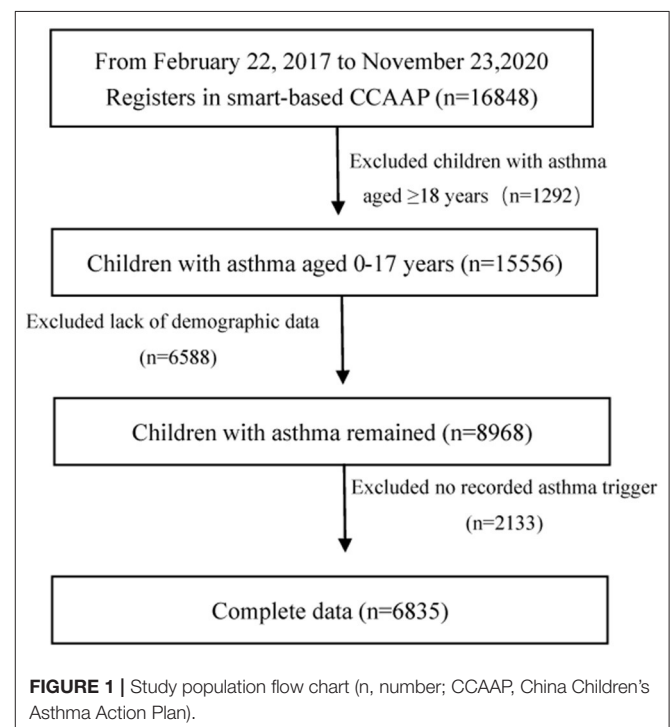 From February 22, 2017 to November 23,2020
Registers in smart-based CCAAP (n=16848)
Excluded children with asthma
aged ≥18 years (n=1292)
Children with asthma aged 0-17 years (n=15556)
Excluded lack of demographic data
(n=6588)
Children with asthma remained (n=8968)
Excluded no recorded asthma trigger
(n=2133)
Complete data (n=6835)
FIGURE 1 | Study population flow chart (n, number; CCAAP, China Children's
Asthma Action Plan).